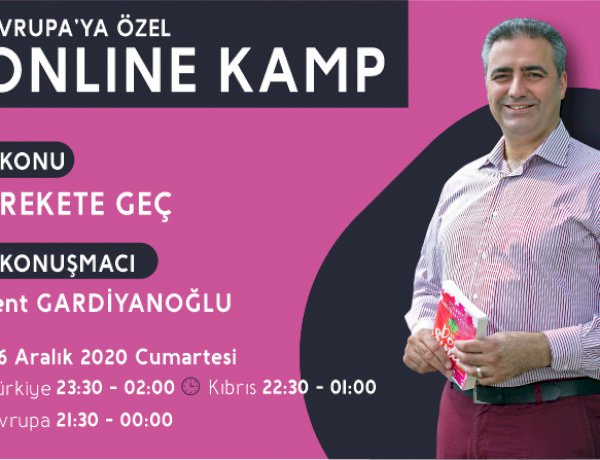 VRUPA'YA ÖZEL
ONLINE KAMP
KONU
REKETE GEÇ
KONUŞMACI
ent GARDİYANOĞLU
6 Aralık 2020 Cumartesi
Türkiye 23:30 - 02:00 Kıbrıs 22:30 - 01:00
vrupa 21:30 - 00:00